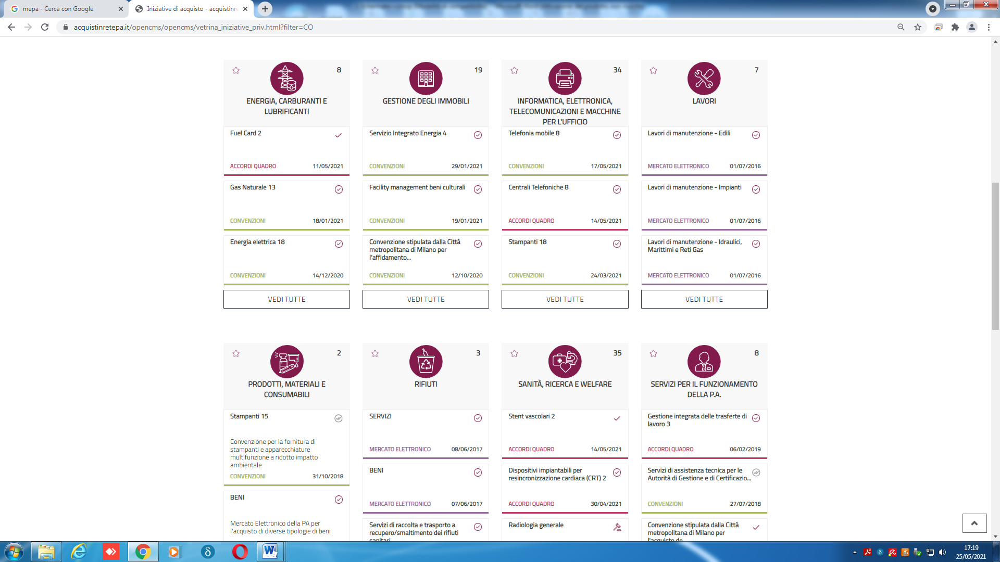 mepa - Cerca con Google
Iniziative di acquisto - acquistinre
acquistinretepa.it/opencms/opencms/vetrina_iniziative_priv.html?filter=CO
8
ENERGIA, CARBURANTI E
LUBRIFICANTI
Fuel Card 2
ACCORDI QUADRO 11/05/2021
Gas Naturale 13
CONVENZIONI 18/01/2021
Energia elettrica 18
CONVENZIONI 14/12/2020
VEDI TUTTE
19
GESTIONE DEGLI IMMOBILI
Servizio Integrato Energia 4
CONVENZIONI 29/01/2021
Facility management beni culturali
CONVENZIONI 19/01/2021
Convenzione stipulata dalla Città
metropolitana di Milano per
l'affidamento...
CONVENZIONI 12/10/2020
VEDI TUTTE
34
INFORMATICA, ELETTRONICA,
TELECOMUNICAZIONI E MACCHINE
PER L'UFFICIO
Telefonia mobile 8
CONVENZIONI 17/05/2021
Centrali Telefoniche 8
ACCORDI QUADRO 14/05/2021
Stampanti 18
CONVENZIONI 24/03/2021
VEDI TUTTE
7
LAVORI
Lavori di manutenzione - Edili
MERCATO ELETTRONICO 01/07/2016
Lavori di manutenzione - Impianti
MERCATO ELETTRONICO 01/07/2016
Lavori di manutenzione - Idraulici,
Marittimi e Reti Gas
MERCATO ELETTRONICO 01/07/2016
VEDI TUTTE
2
PRODOTTI, MATERIALI E
CONSUMABILI
Stampanti 15
Convenzione per la fornitura di
stampanti e apparecchiature
multifunzione a ridotto impatto
ambientale
CONVENZIONI 31/10/2018
BENI
Mercato Elettronico della PA per
l'acquisto di diverse tipologie di beni
3
RIFIUTI
SERVIZI
MERCATO ELETTRONICO 08/06/2017
BENI
MERCATO ELETTRONICO 07/06/2017
Servizi di raccolta e trasporto a
recupero/smaltimento dei rifiuti
sanitari
35
SANITÀ, RICERCA E WELFARE
Stent vascolari 2
ACCORDI QUADRO 14/05/2021
Dispositivi impiantabili per
resincronizzazione cardiaca (CRT) 2
ACCORDI QUADRO 30/04/2021
Radiologia generale
8
SERVIZI PER IL FUNZIONAMENTO
DELLA P.A.
Gestione integrata delle trasferte di
lavoro 3
ACCORDI QUADRO 06/02/2019
Servizi di assistenza tecnica per le
Autorità di Gestione e di Certificazio...
CONVENZIONI 27/07/2018
Convenzione stipulata dalla Città
metropolitana di Milano per
l'acquisto de
17:19
25/05/2021